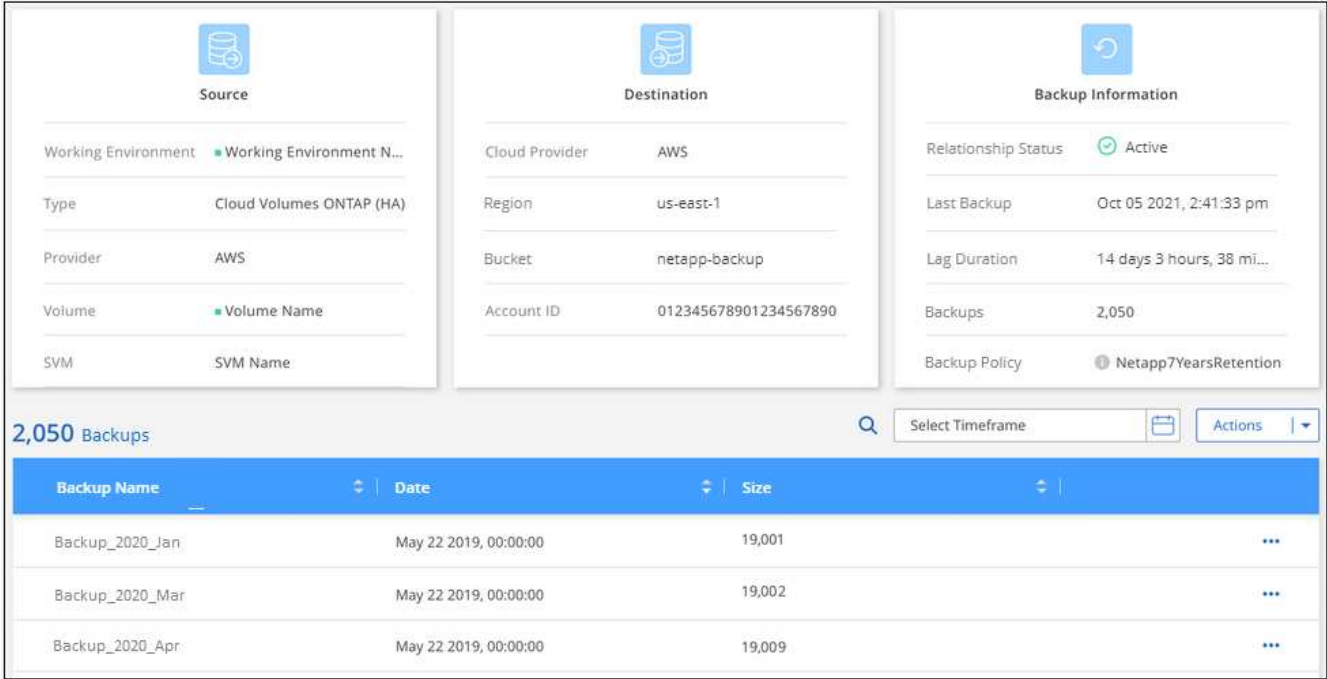 Source
Working Environment Working Environment N...
Type Cloud Volumes ONTAP (HA)
Provider AWS
Volume Volume Name
SVM SVM Name
Destination
Cloud Provider AWS
Region us-east-1
Bucket netapp-backup
Account ID 012345678901234567890
Backup Information
Relationship Status Active
Last Backup Oct 05 2021, 2:41:33 pm
Lag Duration 14 days 3 hours, 38 mi...
Backups 2,050
Backup Policy Netapp7YearsRetention
2,050 Backups
Select Timeframe
Actions
Backup Name Date Size
Backup_2020_Jan May 22 2019, 00:00:00 19,001
Backup_2020_Mar May 22 2019, 00:00:00 19,002
Backup_2020_Apr May 22 2019, 00:00:00 19,009